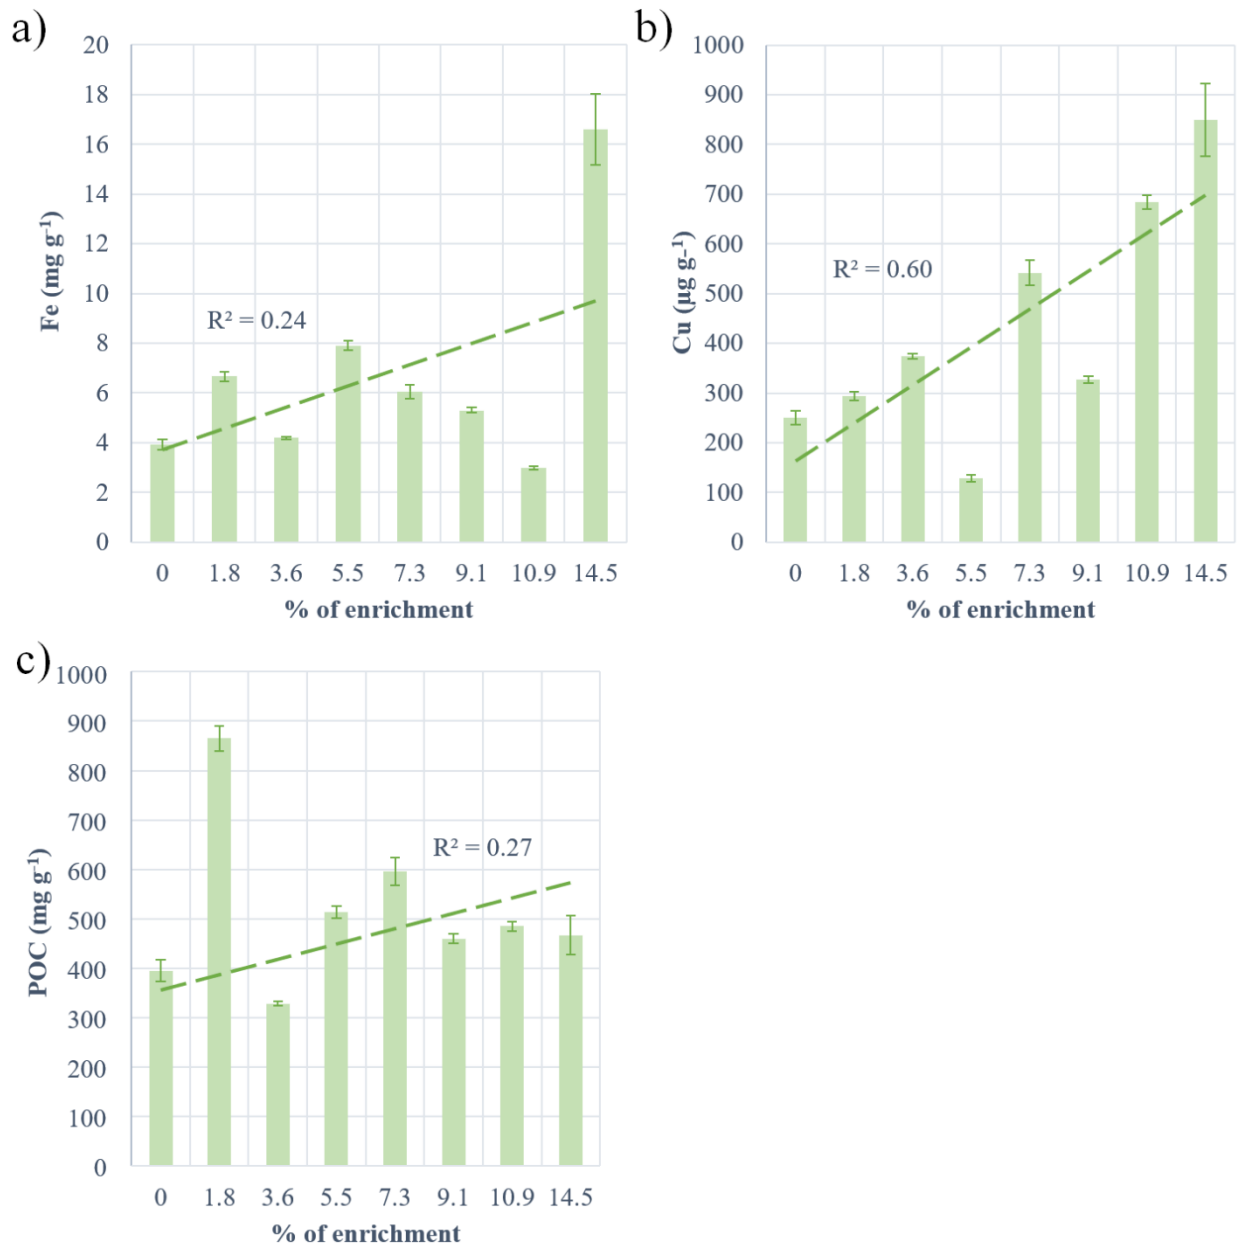 a)
20
18
16
14
12
10
8
6
4
2
0
Fe (mg g⁻¹)
R² = 0.24
0 1.8 3.6 5.5 7.3 9.1 10.9 14.5
% of enrichment
b)
1000
900
800
700
600
500
400
300
200
100
0
Cu (µg g-¹)
R² = 0.60
0 1.8 3.6 5.5 7.3 9.1 10.9 14.5
% of enrichment
c)
1000
900
800
700
600
500
400
300
200
100
0
POC (mg g⁻¹)
R² = 0.27
0 1.8 3.6 5.5 7.3 9.1 10.9 14.5
% of enrichment